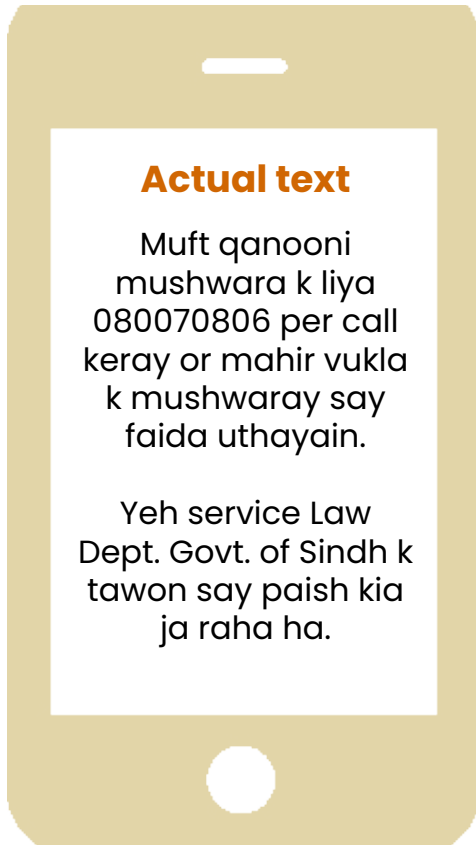 Actual text
Muft qanooni
mushwara k liya
080070806 per call
keray or mahir vukla
k mushwaray say
faida uthayain.
Yeh service Law
Dept. Govt. of Sindh k
tawon say paish kia
ja raha ha.